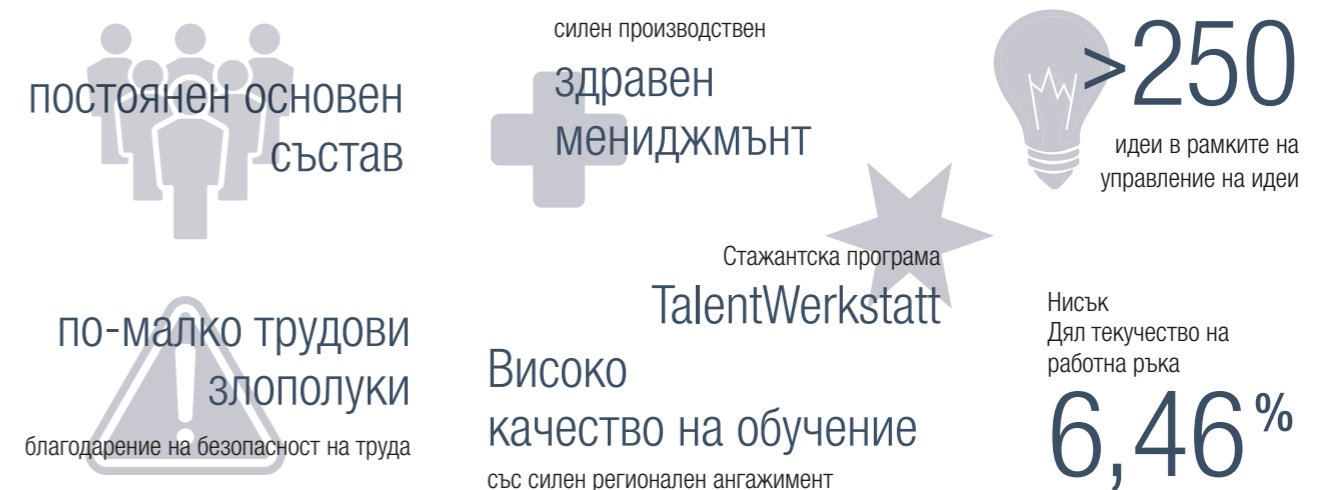 постоянен основен
състав
силен производствен
здравен
мениджмънт
>250
идеи в рамките на
управление на идеи
Стажантска програма
TalentWerkstatt
по-малко трудови
злополуки
благодарение на безопасност на труда
Високо
качество на обучение
със силен регионален ангажимент
Нисък
Дял текучество на
работна ръка
6,46%